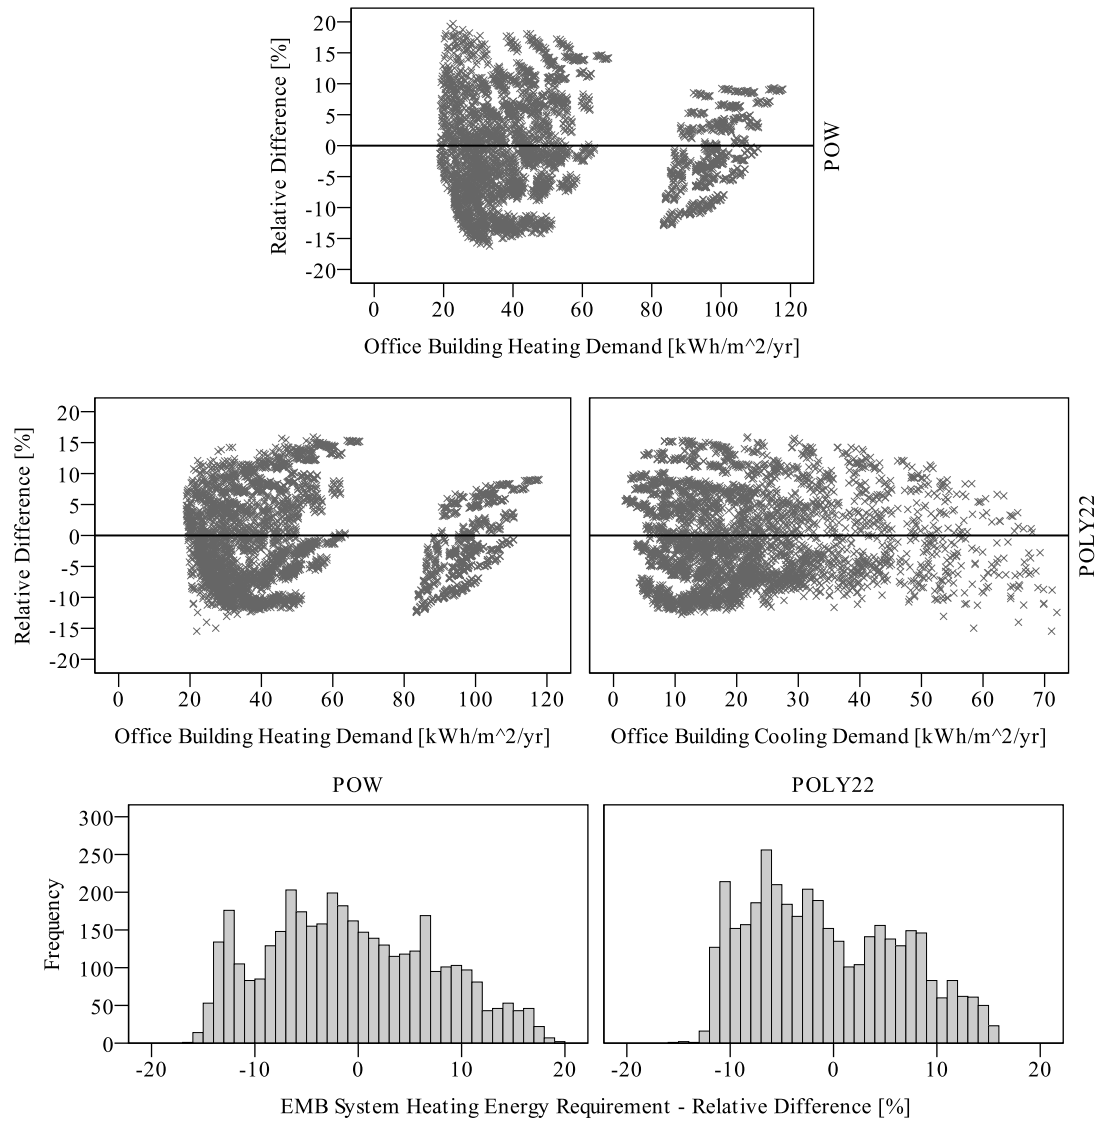 20
15
10
5
0
-5
-10
-15
-20
Relative Difference [%]
POW
0 20 40 60 80 100 120
Office Building Heating Demand [kWh/m^2/yr]
20
15
10
5
0
-5
-10
-15
-20
Relative Difference [%]
POLY22
0 20 40 60 80 100 120
0 10 20 30 40 50 60 70
Office Building Heating Demand [kWh/m^2/yr]
Office Building Cooling Demand [kWh/m^2/yr]
POW
POLY22
300
250
200
150
100
50
0
Frequency
-20 -10 0 10 20
-20 -10 0 10 20
EMB System Heating Energy Requirement - Relative Difference [%]